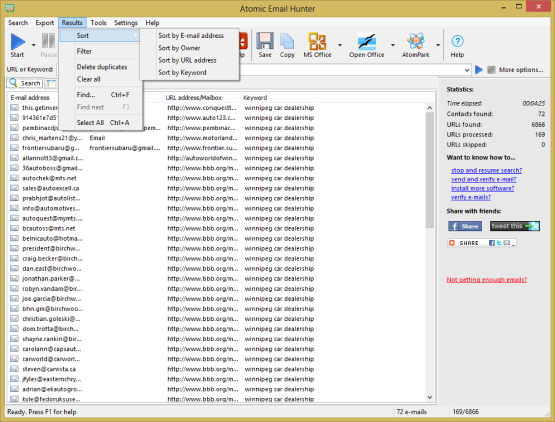 Atomic Email Hunter
Search Export Results Tools Settings Help
Start Pause MS Office Save Copy Open Office AtomPark Help
Sort
Filter
Delete duplicates
Clear all
Find... Ctrl+F
Find next F3
Select All Ctrl+A
Sort by E-mail address
Sort by Owner
Sort by URL address
Sort by Keyword
URL or Keyword: More options...
Search
E-mail address URL address/Mailbox Keyword
this.getinver... http://www.conquestt... winnipeg car dealership
914361e7d51... http://www.auto123.c... winnipeg car dealership
pembinacdjp... http://www.pembinac... winnipeg car dealership
chris_martens21@y... Email http://www.motorland... winnipeg car dealership
frontiersubaru@g... frontiersubaru@gmai... http://www.frontier.su... winnipeg car dealership
allannott3@gmail.c... http://autoworldofwin... winnipeg car dealership
36autoboss@gmail... http://www.bbb.org/m... winnipeg car dealership
autochek@mts.net http://www.bbb.org/m... winnipeg car dealership
sales@autoexcell.ca http://www.bbb.org/m... winnipeg car dealership
prabhjot@autolist... http://www.bbb.org/m... winnipeg car dealership
info@automotives... http://www.bbb.org/m... winnipeg car dealership
autoquest@mymts... http://www.bbb.org/m... winnipeg car dealership
bcautoss@mts.net http://www.bbb.org/m... winnipeg car dealership
belnicauto@hotma... http://www.bbb.org/m... winnipeg car dealership
president@birchw... http://www.bbb.org/m... winnipeg car dealership
craig.becker@birc... http://www.bbb.org/m... winnipeg car dealership
dan.east@birchwo... http://www.bbb.org/m... winnipeg car dealership
jonathan.parker@... http://www.bbb.org/m... winnipeg car dealership
robyn.vandam@bir... http://www.bbb.org/m... winnipeg car dealership
joe.garcia@birchw... http://www.bbb.org/m... winnipeg car dealership
bhn.gm@birchwoo... http://www.bbb.org/m... winnipeg car dealership
christian.goleski@... http://www.bbb.org/m... winnipeg car dealership
dom.trotta@birch... http://www.bbb.org/m... winnipeg car dealership
shayne.rankin@bir... http://www.bbb.org/m... winnipeg car dealership
carolann@capsaut... http://www.bbb.org/m... winnipeg car dealership
carworld@carworl... http://www.bbb.org/m... winnipeg car dealership
steven@carvista.ca http://www.bbb.org/m... winnipeg car dealership
jfyles@easternchry... http://www.bbb.org/m... winnipeg car dealership
adrian@ekautogro... http://www.bbb.org/m... winnipeg car dealership
kyle@fedoruksuse... http://www.bbb.org/m... winnipeg car dealership
Statistics:
Time elapsed: 00:04:25
Contacts found: 72
URLs found: 6866
URLs processed: 169
URLs skipped: 0
Want to know how to...
stop and resume search?
send and verify e-mail?
install more software?
verify e-mails?
Share with friends:
Share tweet this
SHARE
Not getting enough emails?
Ready. Press F1 for help 72 e-mails 169/6866